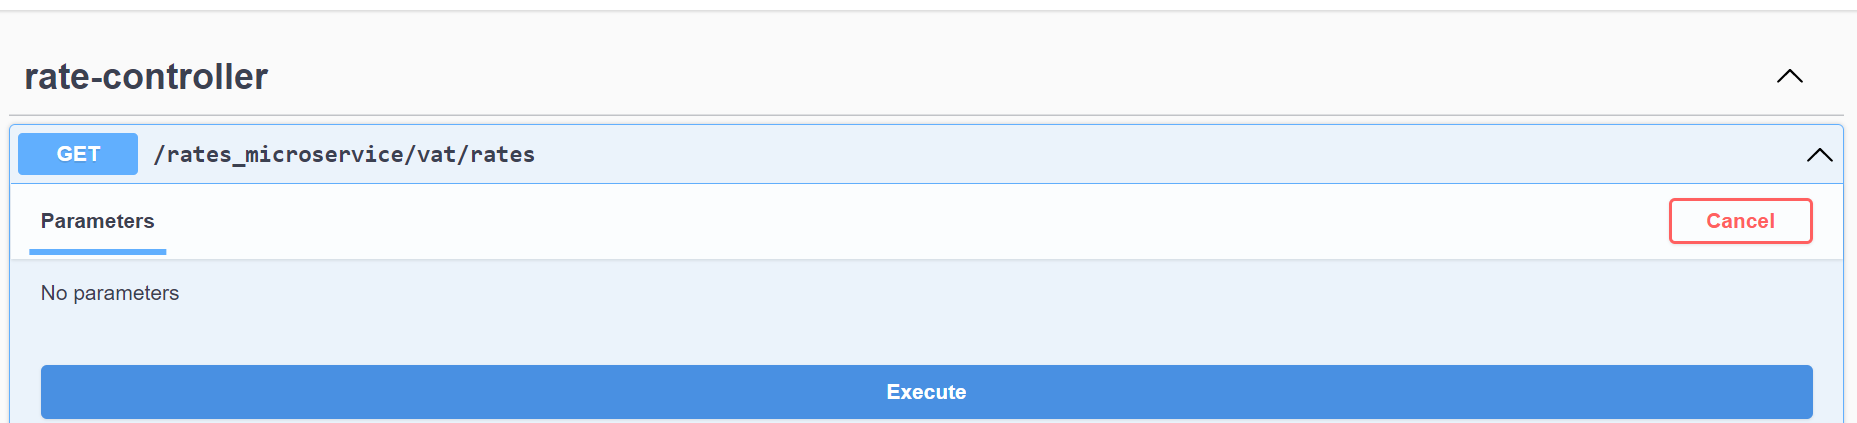 rate-controller
GET /rates_microservice/vat/rates
Parameters Cancel
No parameters
Execute